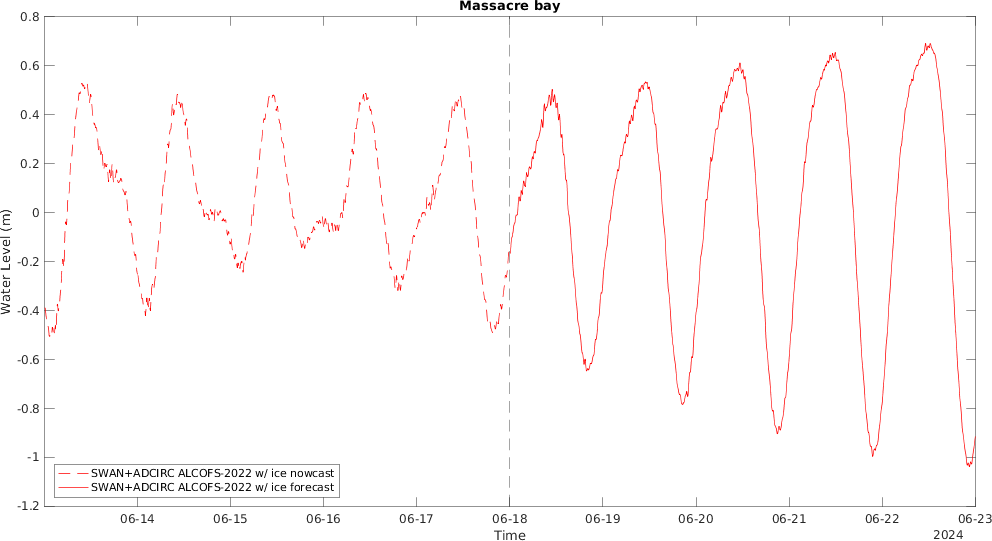 Massacre bay
0.8
0.6
0.4
0.2
0
-0.2
-0.4
-0.6
-0.8
-1
-1.2
Water Level (m)
SWAN+ADCIRC ALCOFS-2022 w/ ice nowcast
SWAN+ADCIRC ALCOFS-2022 w/ ice forecast
06-14 06-15 06-16 06-17 06-18 06-19 06-20 06-21 06-22 06-23
Time
2024